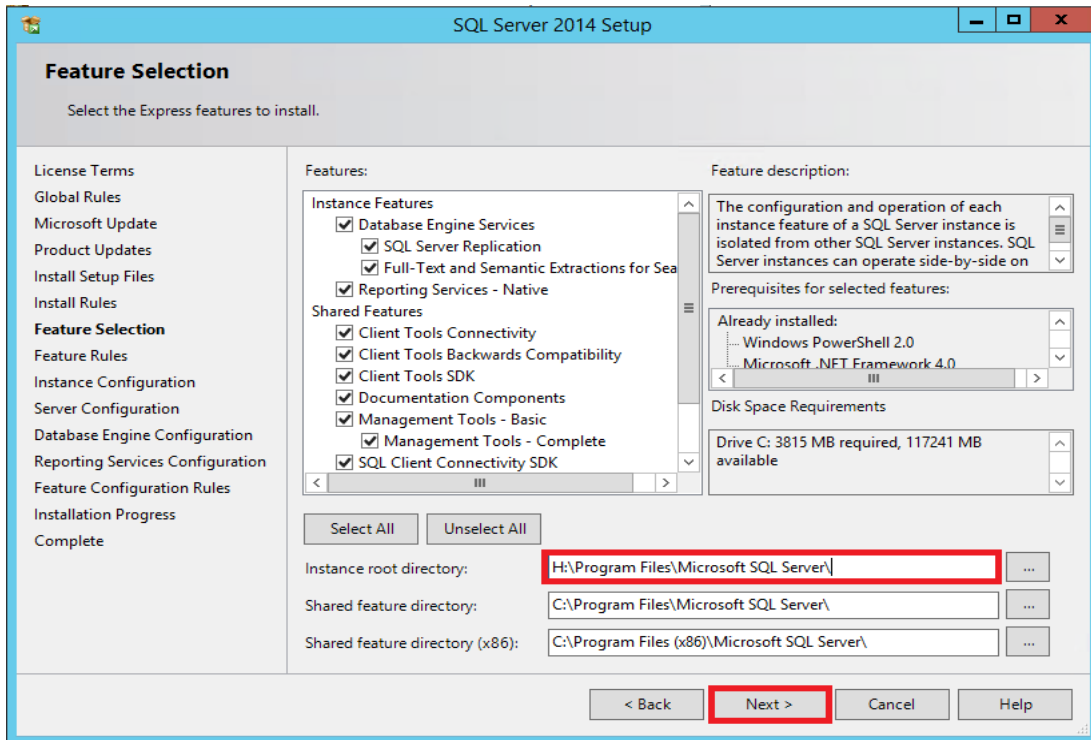 SQL Server 2014 Setup
Feature Selection
Select the Express features to install.
License Terms
Global Rules
Microsoft Update
Product Updates
Install Setup Files
Install Rules
Feature Selection
Feature Rules
Instance Configuration
Server Configuration
Database Engine Configuration
Reporting Services Configuration
Feature Configuration Rules
Installation Progress
Complete
Features:
Instance Features
Database Engine Services
SQL Server Replication
Full-Text and Semantic Extractions for Sea
Reporting Services - Native
Shared Features
Client Tools Connectivity
Client Tools Backwards Compatibility
Client Tools SDK
Documentation Components
Management Tools - Basic
Management Tools - Complete
SQL Client Connectivity SDK
Feature description:
The configuration and operation of each
instance feature of a SQL Server instance is
isolated from other SQL Server instances. SQL
Server instances can operate side-by-side on
Prerequisites for selected features:
Already installed:
Windows PowerShell 2.0
Microsoft .NET Framework 4.0
Disk Space Requirements
Drive C: 3815 MB required, 117241 MB
available
Select All
Unselect All
Instance root directory: H:\Program Files\Microsoft SQL Server\
...
Shared feature directory: C:\Program Files\Microsoft SQL Server\
...
Shared feature directory (x86): C:\Program Files (x86)\Microsoft SQL Server\
...
< Back
Next >
Cancel
Help